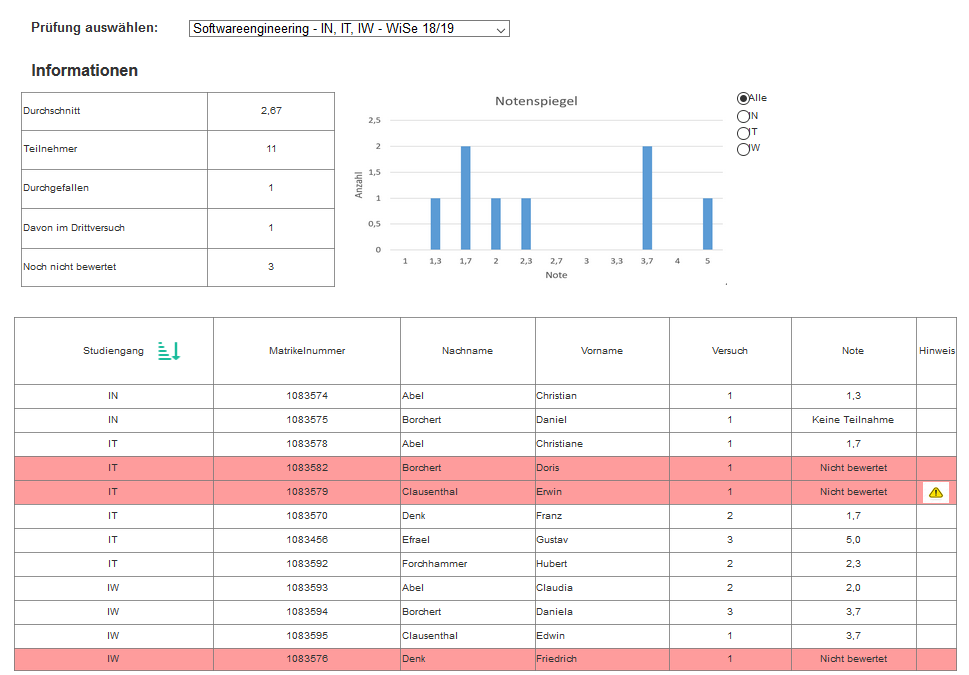 Prüfung auswählen: Softwareengineering - IN, IT, IW - WiSe 18/19
Informationen
Durchschnitt 2,67
Teilnehmer 11
Durchgefallen 1
Davon im Drittversuch 1
Noch nicht bewertet 3
Notenspiegel
2,5
2
1,5
1
0,5
0
Anzahl
1 1,3 1,7 2 2,3 2,7 3 3,3 3,7 4 5
Note
Alle
IN
IT
IW
Studiengang Matrikelnummer Nachname Vorname Versuch Note Hinweis
IN 1083574 Abel Christian 1 1,3
IN 1083575 Borchert Daniel 1 Keine Teilnahme
IT 1083578 Abel Christiane 1 1,7
IT 1083582 Borchert Doris 1 Nicht bewertet
IT 1083579 Clausenthal Erwin 1 Nicht bewertet
IT 1083570 Denk Franz 2 1,7
IT 1083456 Efrael Gustav 3 5,0
IT 1083592 Forchhammer Hubert 2 2,3
IW 1083593 Abel Claudia 2 2,0
IW 1083594 Borchert Daniela 3 3,7
IW 1083595 Clausenthal Edwin 1 3,7
IW 1083576 Denk Friedrich 1 Nicht bewertet